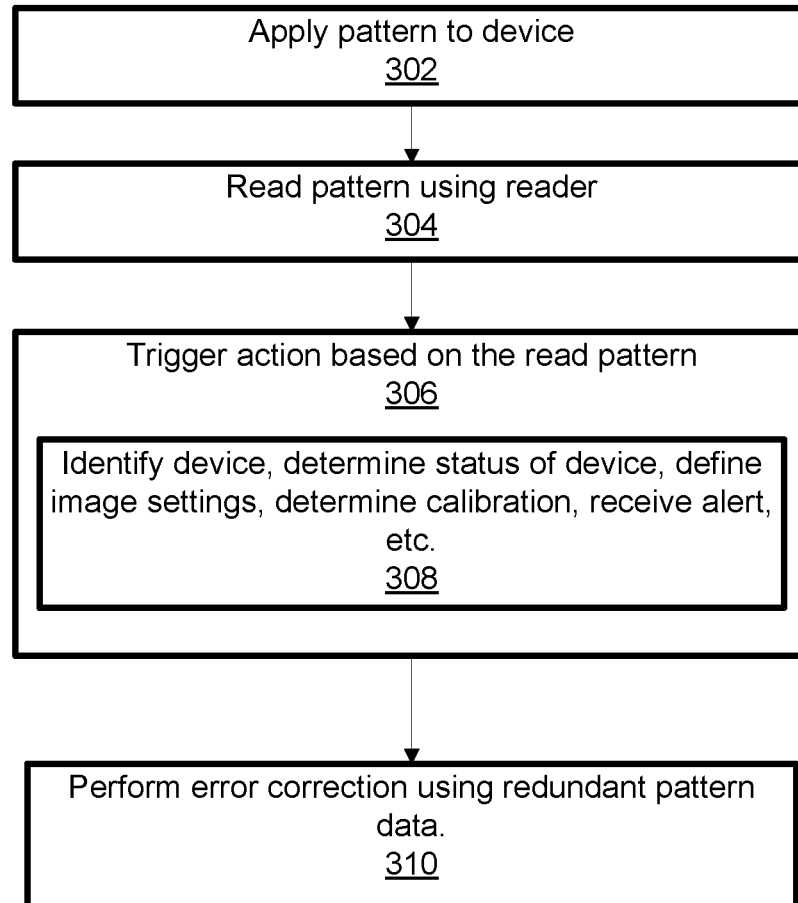 Apply pattern to device
302
Read pattern using reader
304
Trigger action based on the read pattern
306
Identify device, determine status of device, define
image settings, determine calibration, receive alert,
etc.
308
Perform error correction using redundant pattern
data.
310